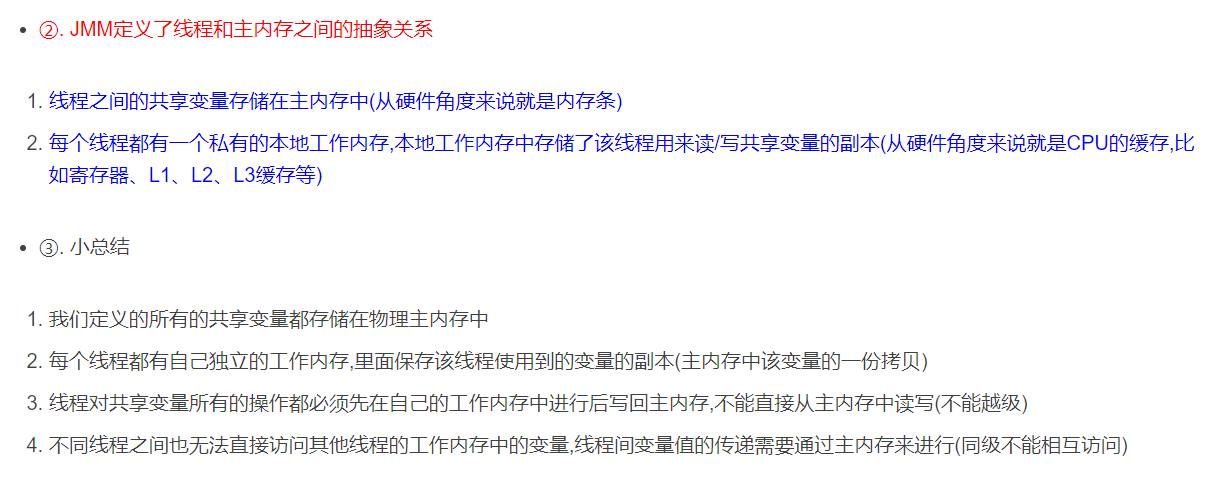 • ②. JMM定义了线程和主内存之间的抽象关系
1. 线程之间的共享变量存储在主内存中(从硬件角度来说就是内存条)
2. 每个线程都有一个私有的本地工作内存,本地工作内存中存储了该线程用来读/写共享变量的副本(从硬件角度来说就是CPU的缓存,比
如寄存器、L1、L2、L3缓存等)
• ③. 小总结
1. 我们定义的所有的共享变量都存储在物理主内存中
2. 每个线程都有自己独立的工作内存,里面保存该线程使用到的变量的副本(主内存中该变量的一份拷贝)
3. 线程对共享变量所有的操作都必须先在自己的工作内存中进行后写回主内存,不能直接从主内存中读写(不能越级)
4. 不同线程之间也无法直接访问其他线程的工作内存中的变量,线程间变量值的传递需要通过主内存来进行(同级不能相互访问)